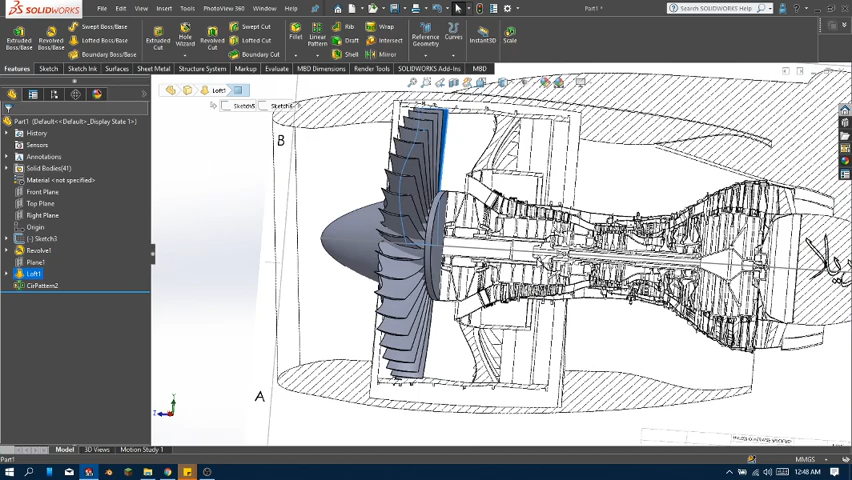 SOLIDWORKS File Edit View Insert Tools PhotoView 360 Window Help Part1 * Search Commands
Extruded Boss/Base
Revolved Boss/Base
Swept Boss/Base
Lofted Boss/Base
Boundary Boss/Base
Extruded Cut
Hole Wizard
Revolved Cut
Swept Cut
Lofted Cut
Boundary Cut
Fillet
Linear Pattern
Rib
Draft
Shell
Wrap
Intersect
Mirror
Reference Geometry
Curves
Instant3D
Scale
Features Sketch Sketch Ink Surfaces Sheet Metal Structure System Markup Evaluate MBD Dimensions Render Tools SOLIDWORKS Add-Ins MBD
Loft1
Sketch5
Part1 (Default<<Default>_Display State 1>)
History
Sensors
Annotations
Solid Bodies(41)
Material <not specified>
Front Plane
Top Plane
Right Plane
Origin
(-) Sketch3
Revolve1
Plane1
Loft1
CirPattern2
B
A
Y
Z
Model 3D Views Motion Study 1
Part1 MMGS
12:48 AM